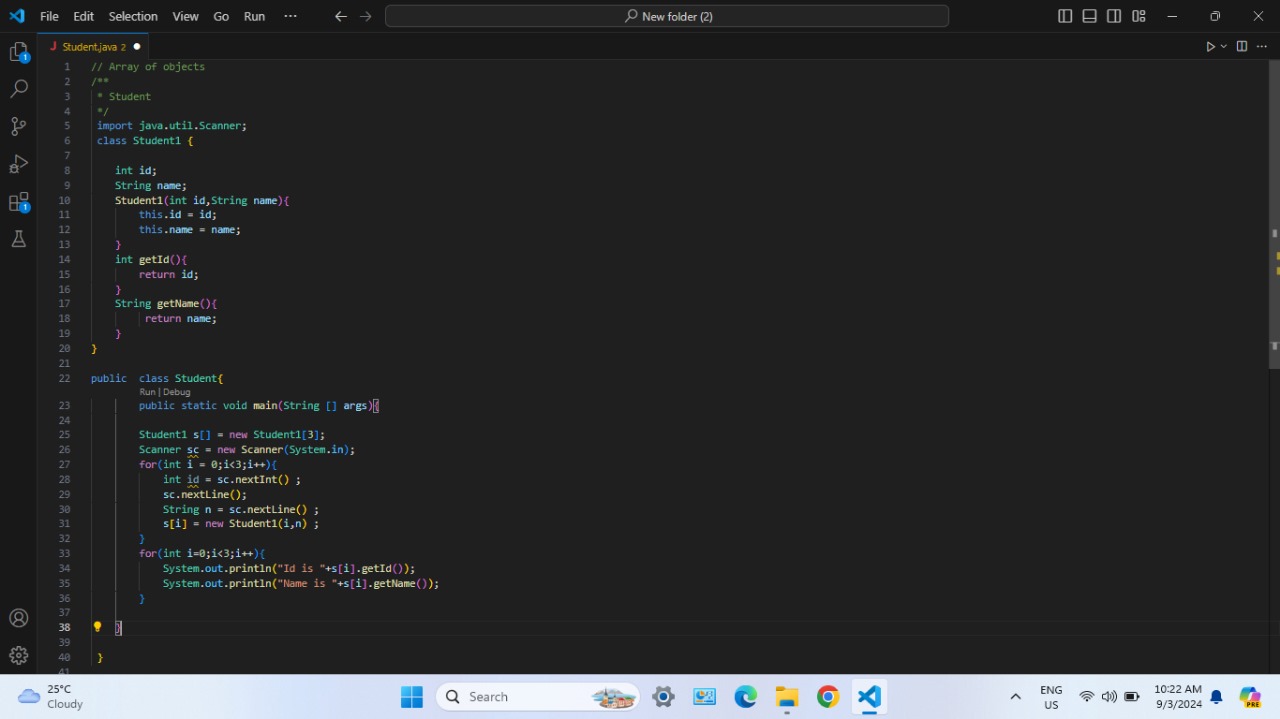 File Edit Selection View Go Run ··· New folder (2)
Student.java 2
1 // Array of objects
2 /**
3 * Student
4 */
5 import java.util.Scanner;
6 class Student1 {
7
8 int id;
9 String name;
10 Student1(int id,String name){
11 this.id = id;
12 this.name = name;
13 }
14 int getId(){
15 return id;
16 }
17 String getName(){
18 return name;
19 }
20 }
21
22 public class Student{
Run | Debug
23 public static void main(String [] args){
24
25 Student1 s[] = new Student1[3];
26 Scanner sc = new Scanner(System.in);
27 for(int i = 0;i<3;i++){
28 int id = sc.nextInt() ;
29 sc.nextLine();
30 String n = sc.nextLine() ;
31 s[i] = new Student1(i,n) ;
32 }
33 for(int i=0;i<3;i++){
34 System.out.println("Id is "+s[i].getId());
35 System.out.println("Name is "+s[i].getName());
36 }
37
38 }
39
40 }
41
25°C
Cloudy
Search
ENG
US
10:22 AM
9/3/2024
PRE